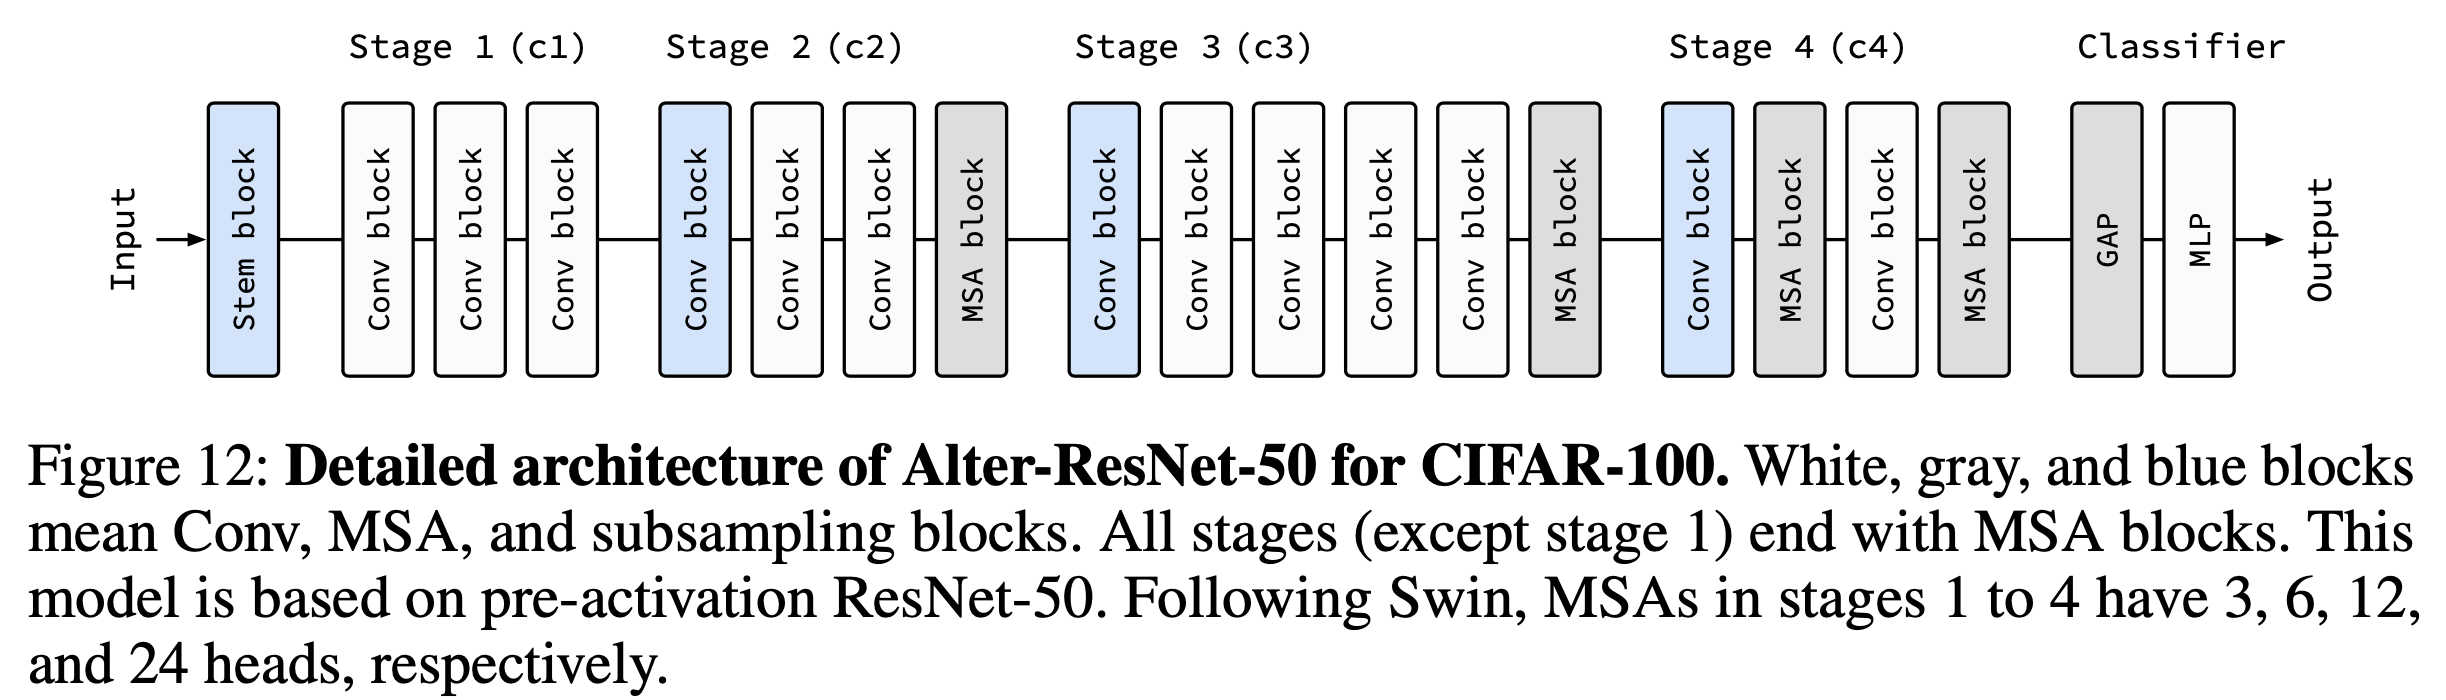 Stage 1 (c1) Stage 2 (c2) Stage 3 (c3) Stage 4 (c4) Classifier
Input
Stem block
Conv block
Conv block
Conv block
Conv block
Conv block
Conv block
MSA block
Conv block
Conv block
Conv block
Conv block
Conv block
MSA block
Conv block
MSA block
Conv block
MSA block
GAP
MLP
Output
Figure 12: Detailed architecture of Alter-ResNet-50 for CIFAR-100. White, gray, and blue blocks
mean Conv, MSA, and subsampling blocks. All stages (except stage 1) end with MSA blocks. This
model is based on pre-activation ResNet-50. Following Swin, MSAs in stages 1 to 4 have 3, 6, 12,
and 24 heads, respectively.